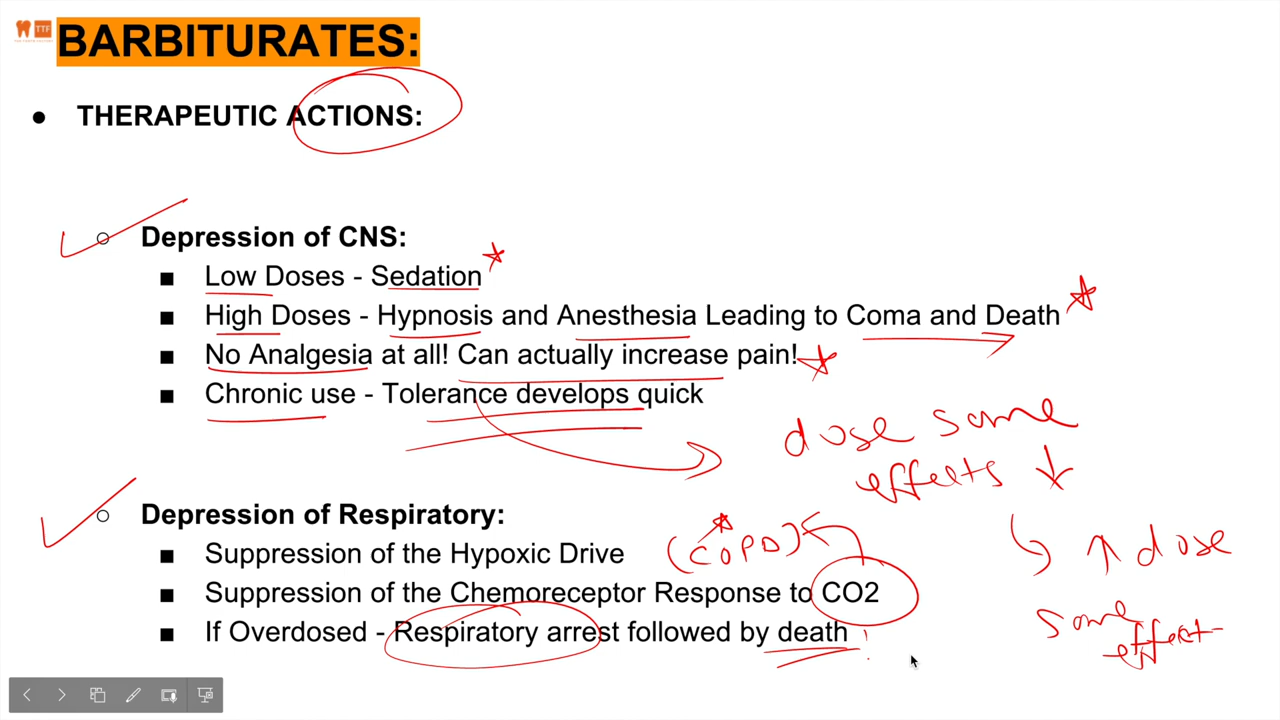 TTF
BARBITURATES:
● THERAPEUTIC ACTIONS:
○ Depression of CNS:
■ Low Doses - Sedation
■ High Doses - Hypnosis and Anesthesia Leading to Coma and Death
■ No Analgesia at all! Can actually increase pain!
■ Chronic use - Tolerance develops quick
dose some
effects ↓
↑ dose
some
effect
○ Depression of Respiratory:
■ Suppression of the Hypoxic Drive
(COPD)
■ Suppression of the Chemoreceptor Response to CO2
■ If Overdosed - Respiratory arrest followed by death